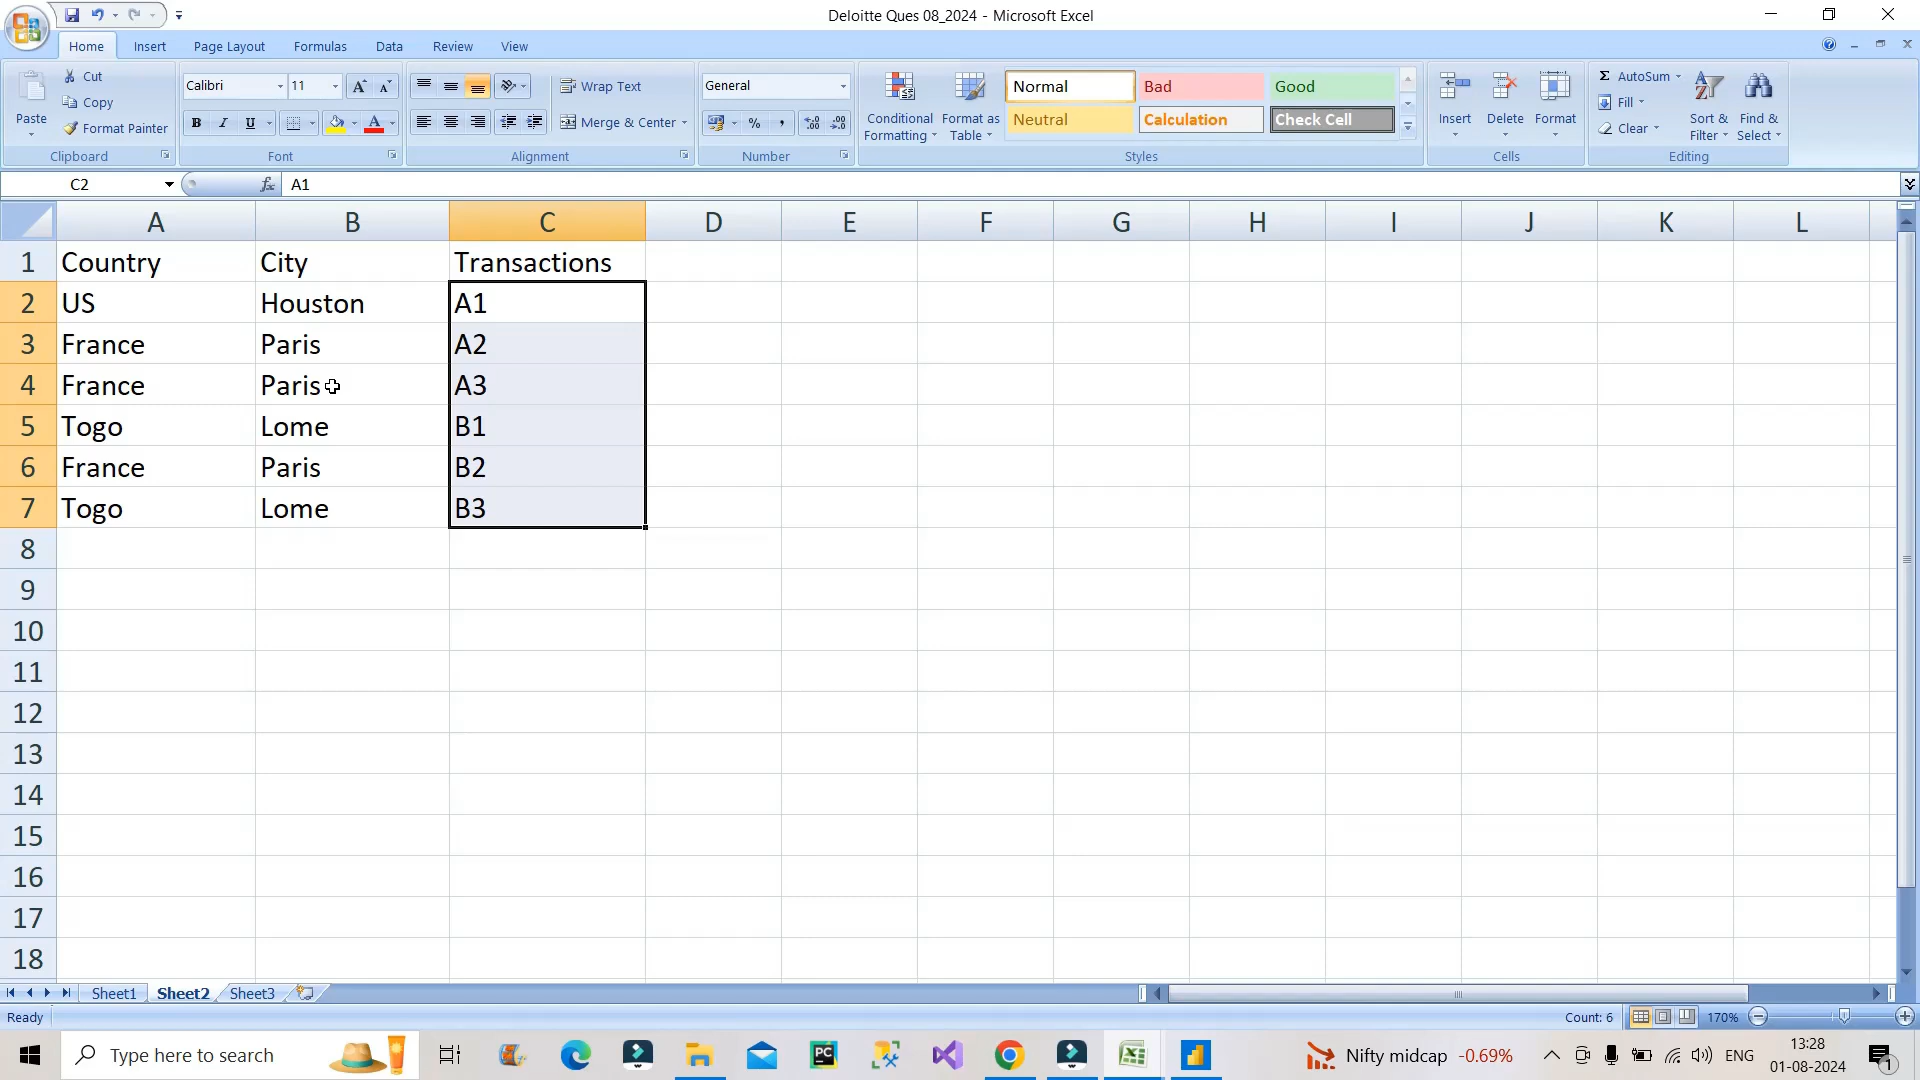 Deloitte Ques 08_2024 - Microsoft Excel
Home Insert Page Layout Formulas Data Review View
Paste
Cut
Copy
Format Painter
Clipboard
Calibri 11
B I U
Font
Wrap Text
Merge & Center
Alignment
General
Number
Conditional Formatting
Format as Table
Normal Bad Good
Neutral Calculation Check Cell
Styles
Insert Delete Format
Cells
AutoSum
Fill
Clear
Sort & Filter
Find & Select
Editing
C2 fx A1
A B C D E F G H I J K L
1 Country City Transactions
2 US Houston A1
3 France Paris A2
4 France Paris A3
5 Togo Lome B1
6 France Paris B2
7 Togo Lome B3
8
9
10
11
12
13
14
15
16
17
18
Sheet1 Sheet2 Sheet3
Ready Count: 6 170%
Type here to search
PC
Nifty midcap -0.69%
ENG
13:28
01-08-2024
1